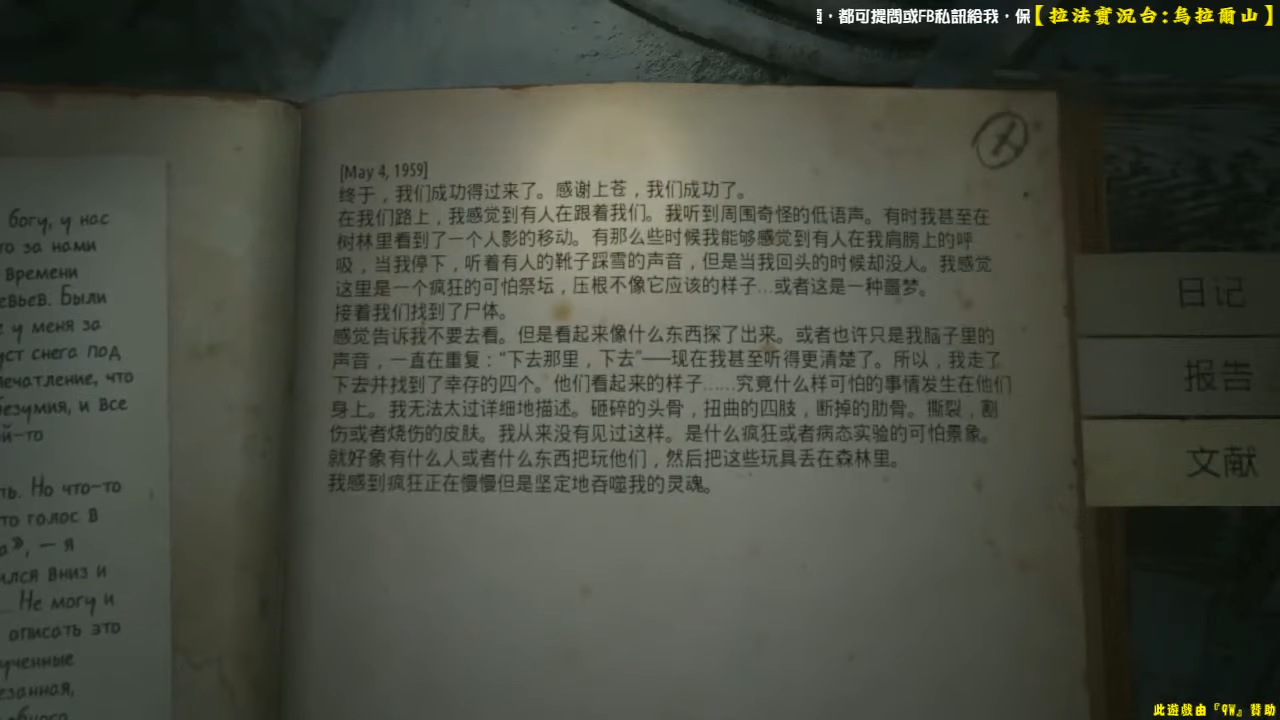 都可提問或FB私訊給我，保【拉法實況台:烏拉爾山】
богу, у нас
то за нами
времени
евьев. Были
е у меня за
уст снега под
печатление, что
безумия, и все
ой-то
ть. Но что-то
то голос в
а», — я
ился вниз и
Не могу и
описать это
ученные
езанная,
[May 4, 1959]
终于，我们成功得过来了。感谢上苍，我们成功了。
在我们路上，我感觉到有人在跟着我们。我听到周围奇怪的低语声。有时我甚至在
树林里看到了一个人影的移动。有那么些时候我能够感觉到有人在我肩膀上的呼
吸，当我停下，听着有人的靴子踩雪的声音，但是当我回头的时候却没人。我感觉
这里是一个疯狂的可怕祭坛，压根不像它应该的样子...或者这是一种噩梦。
接着我们找到了尸体。
感觉告诉我不要去看。但是看起来像什么东西探了出来。或者也许只是我脑子里的
声音，一直在重复：“下去那里，下去”——现在我甚至听得更清楚了。所以，我走了
下去并找到了幸存的四个。他们看起来的样子……究竟什么样可怕的事情发生在他们
身上。我无法太过详细地描述。砸碎的头骨，扭曲的四肢，断掉的肋骨。撕裂，割
伤或者烧伤的皮肤。我从来没有见过这样。是什么疯狂或者病态实验的可怕景象。
就好象有什么人或者什么东西把玩他们，然后把这些玩具丢在森林里。
我感到疯狂正在慢慢但是坚定地吞噬我的灵魂。
日记
报告
文献
此遊戲由『9W』贊助